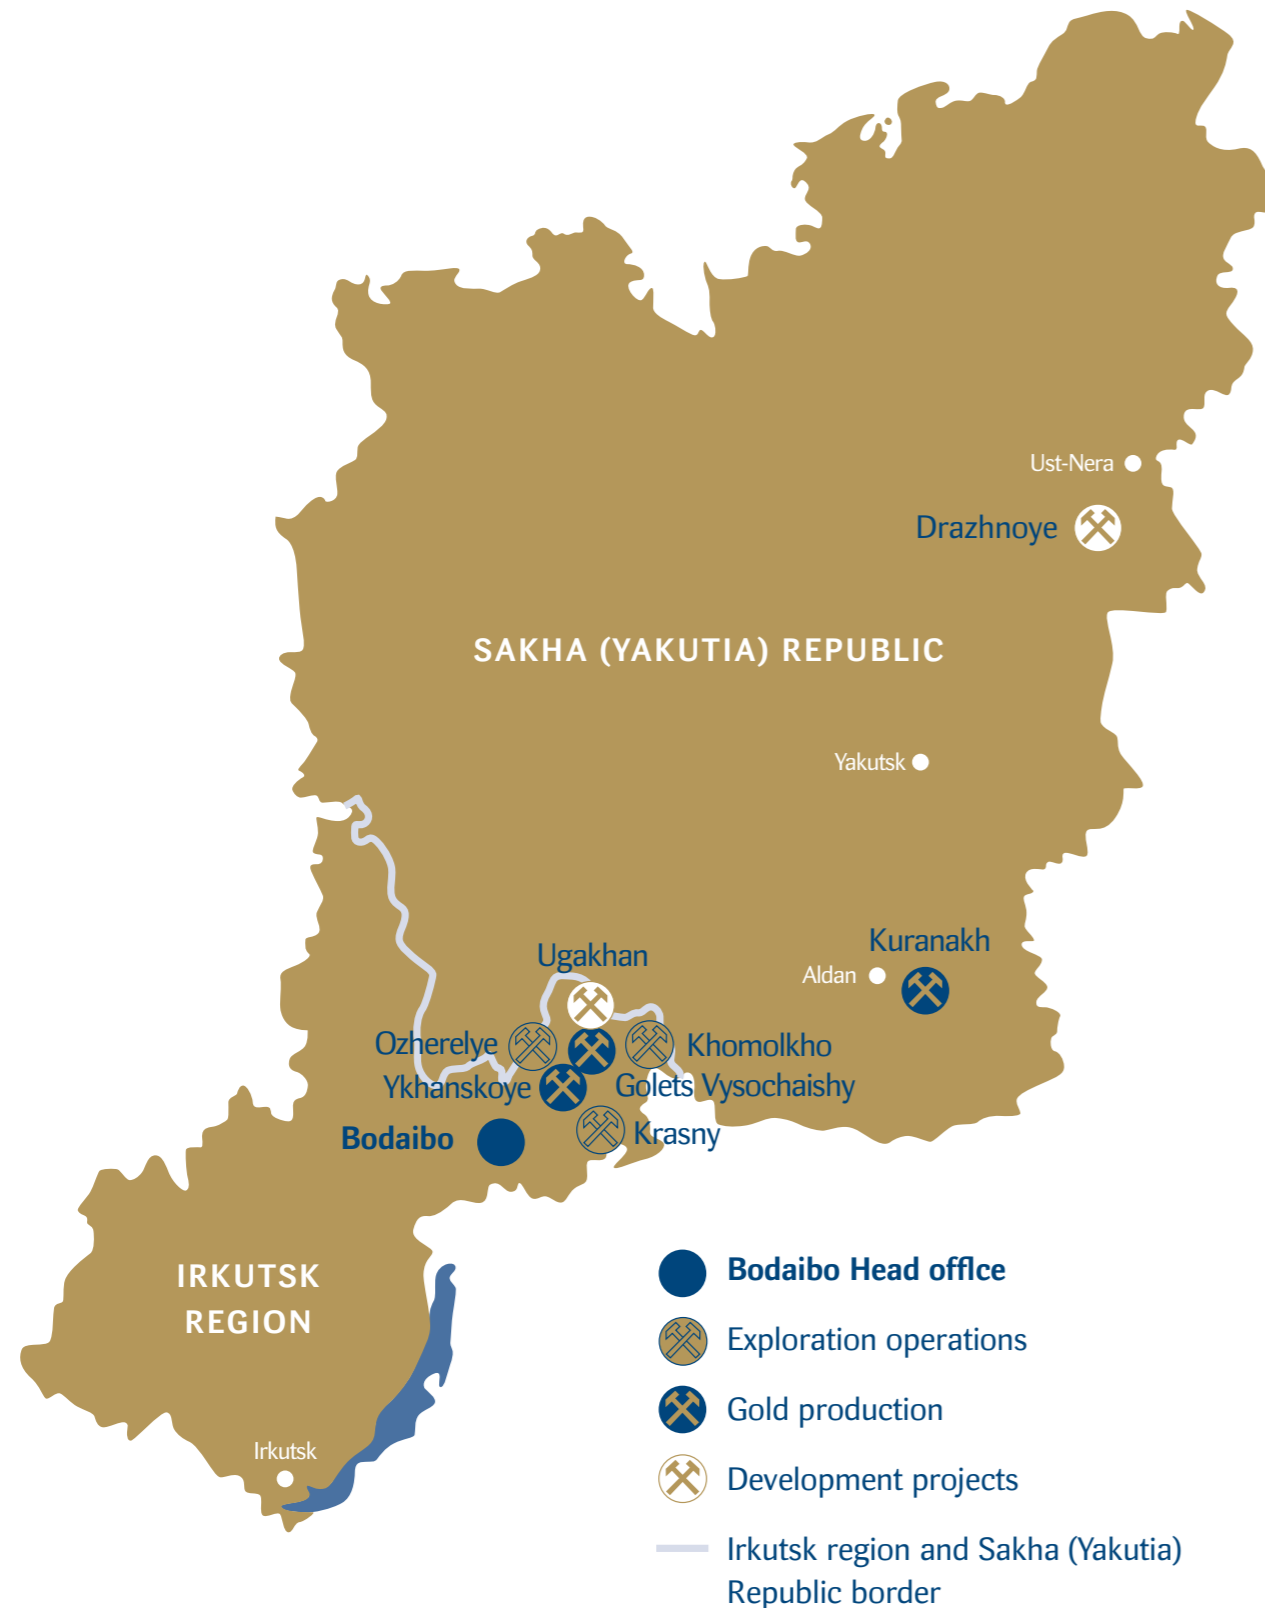 Ust-Nera
Drazhnoye
SAKHA (YAKUTIA) REPUBLIC
Yakutsk
Kuranakh
Aldan
Ugakhan
Ozherelye
Khomolkho
Ykhanskoye
Golets Vysochaishy
Bodaibo
Krasny
IRKUTSK
REGION
Irkutsk
Bodaibo Head office
Exploration operations
Gold production
Development projects
Irkutsk region and Sakha (Yakutia)
Republic border